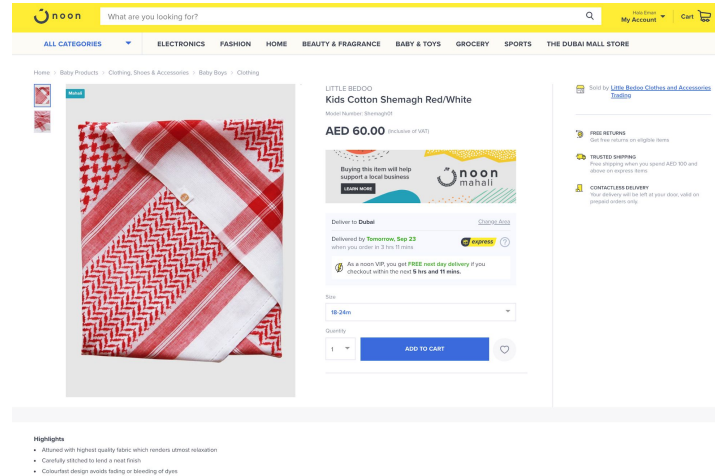 noon
What are you looking for?
Hala Eman
My Account
Cart
ALL CATEGORIES
ELECTRONICS
FASHION
HOME
BEAUTY & FRAGRANCE
BABY & TOYS
GROCERY
SPORTS
THE DUBAI MALL STORE
Home > Baby Products > Clothing, Shoes & Accessories > Baby Boys > Clothing
Mahali
LITTLE BEDOO
Kids Cotton Shemagh Red/White
Model Number: Shemagh01
AED 60.00 (Inclusive of VAT)
Buying this item will help
support a local business
LEARN MORE
noon
mahali
Deliver to Dubai
Change Area
Delivered by Tomorrow, Sep 23
when you order in 3 hrs 11 mins
express
?
As a noon VIP, you get FREE next day delivery if you
checkout within the next 5 hrs and 11 mins.
Size
18-24m
Quantity
1
ADD TO CART
Sold by Little Bedoo Clothes and Accessories
Trading
FREE RETURNS
Get free returns on eligible items
TRUSTED SHIPPING
Free shipping when you spend AED 100 and
above on express items
CONTACTLESS DELIVERY
Your delivery will be left at your door, valid on
prepaid orders only.
Highlights
• Attuned with highest quality fabric which renders utmost relaxation
• Carefully stitched to lend a neat finish
• Colourfast design avoids fading or bleeding of dyes